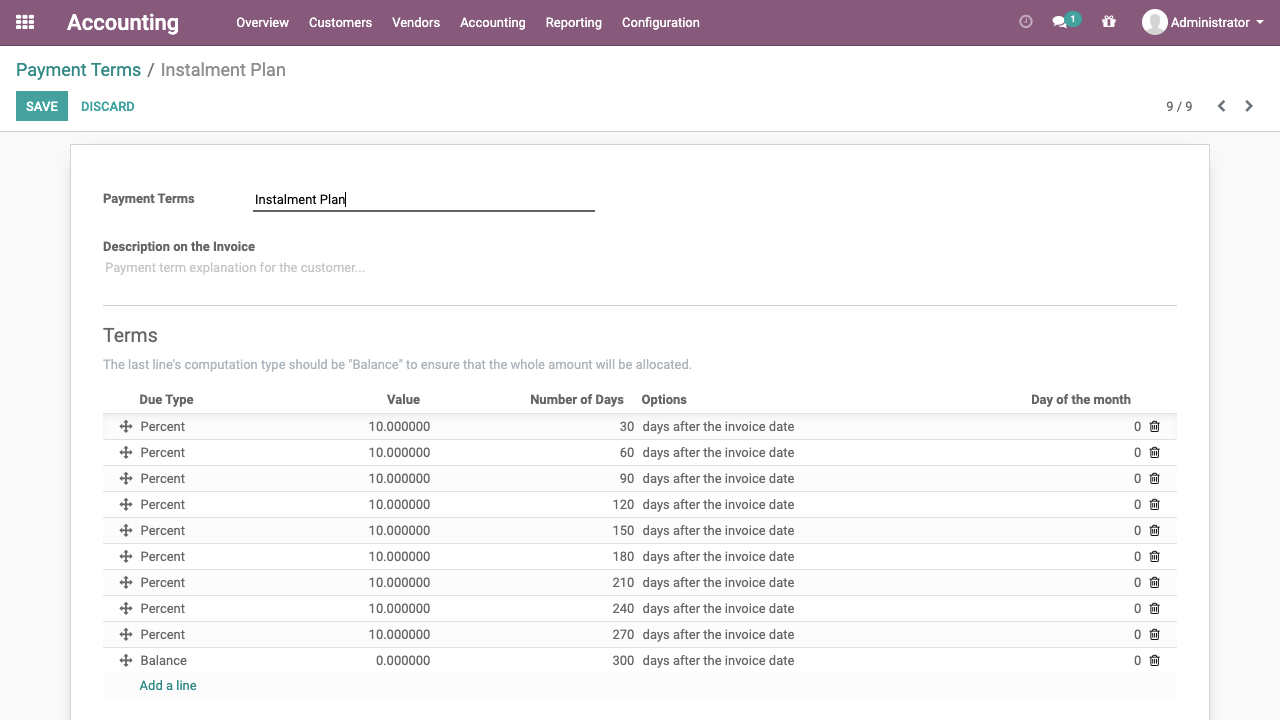 Accounting Overview Customers Vendors Accounting Reporting Configuration 1 Administrator
Payment Terms / Instalment Plan
SAVE DISCARD 9 / 9
Payment Terms Instalment Plan
Description on the Invoice
Payment term explanation for the customer...
Terms
The last line's computation type should be "Balance" to ensure that the whole amount will be allocated.
Due Type Value Number of Days Options Day of the month
Percent 10.000000 30 days after the invoice date 0
Percent 10.000000 60 days after the invoice date 0
Percent 10.000000 90 days after the invoice date 0
Percent 10.000000 120 days after the invoice date 0
Percent 10.000000 150 days after the invoice date 0
Percent 10.000000 180 days after the invoice date 0
Percent 10.000000 210 days after the invoice date 0
Percent 10.000000 240 days after the invoice date 0
Percent 10.000000 270 days after the invoice date 0
Balance 0.000000 300 days after the invoice date 0
Add a line